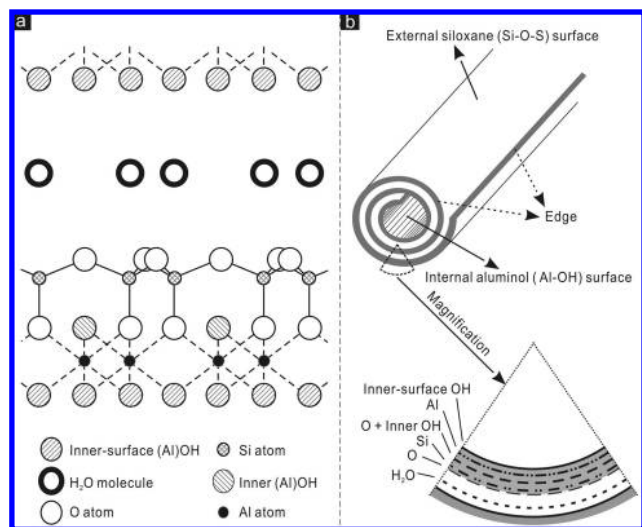 a
Inner-surface (Al)OH
Si atom
H₂O molecule
Inner (Al)OH
O atom
Al atom
b
External siloxane (Si-O-S) surface
Edge
Internal aluminol (Al-OH) surface
Magnification
Inner-surface OH
Al
O + Inner OH
Si
O
H₂O